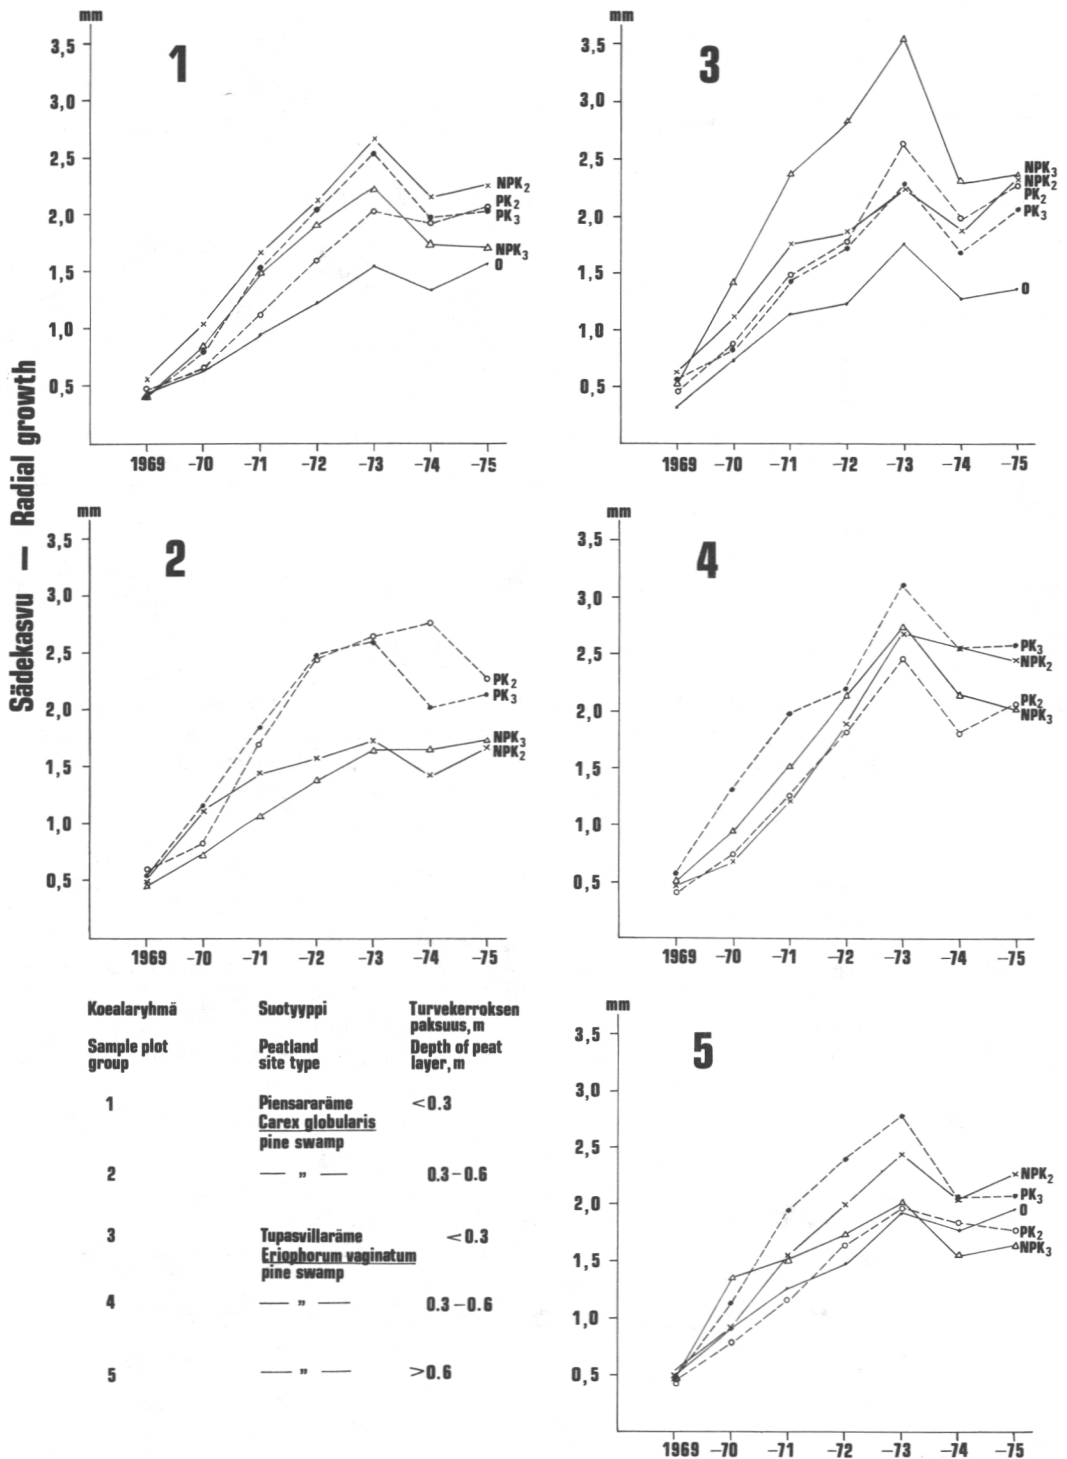 Sädekasvu — Radial growth
mm
1
3,5
3,0
2,5
2,0
1,5
1,0
0,5
NPK2
PK2
PK3
NPK3
0
1969 -70 -71 -72 -73 -74 -75
mm
3
3,5
3,0
2,5
2,0
1,5
1,0
0,5
NPK3
NPK2
PK2
PK3
0
1969 -70 -71 -72 -73 -74 -75
mm
2
3,5
3,0
2,5
2,0
1,5
1,0
0,5
PK2
PK3
NPK3
NPK2
1969 -70 -71 -72 -73 -74 -75
mm
4
3,5
3,0
2,5
2,0
1,5
1,0
0,5
PK3
NPK2
PK2
NPK3
1969 -70 -71 -72 -73 -74 -75
Koealaryhmä Suotyyppi Turvekerroksen
paksuus, m
Sample plot Peatland Depth of peat
group site type layer, m
1 Piensararäme <0.3
Carex globularis
pine swamp
2 — „ — 0.3–0.6
3 Tupasvillaräme <0.3
Eriophorum vaginatum
pine swamp
4 — „ — 0.3–0.6
5 — „ — >0.6
mm
5
3,5
3,0
2,5
2,0
1,5
1,0
0,5
NPK2
PK3
0
PK2
NPK3
1969 -70 -71 -72 -73 -74 -75